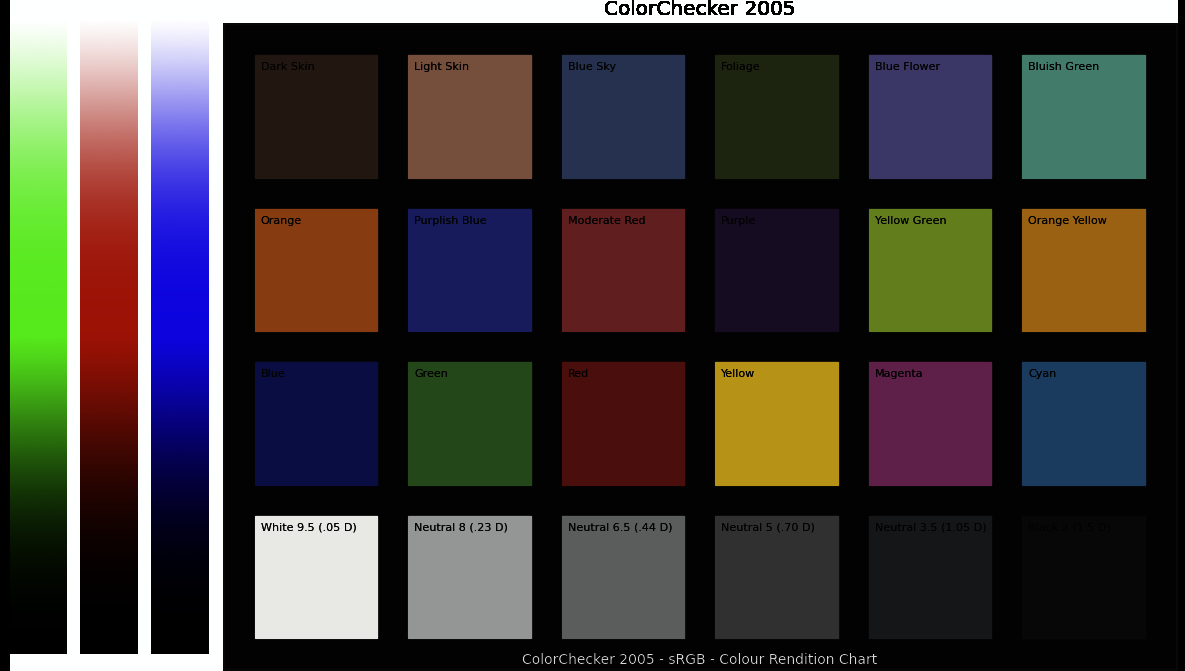 ColorChecker 2005
Dark Skin
Light Skin
Blue Sky
Foliage
Blue Flower
Bluish Green
Orange
Purplish Blue
Moderate Red
Purple
Yellow Green
Orange Yellow
Blue
Green
Red
Yellow
Magenta
Cyan
White 9.5 (.05 D)
Neutral 8 (.23 D)
Neutral 6.5 (.44 D)
Neutral 5 (.70 D)
Neutral 3.5 (1.05 D)
Black 2 (1.5 D)
ColorChecker 2005 - sRGB - Colour Rendition Chart